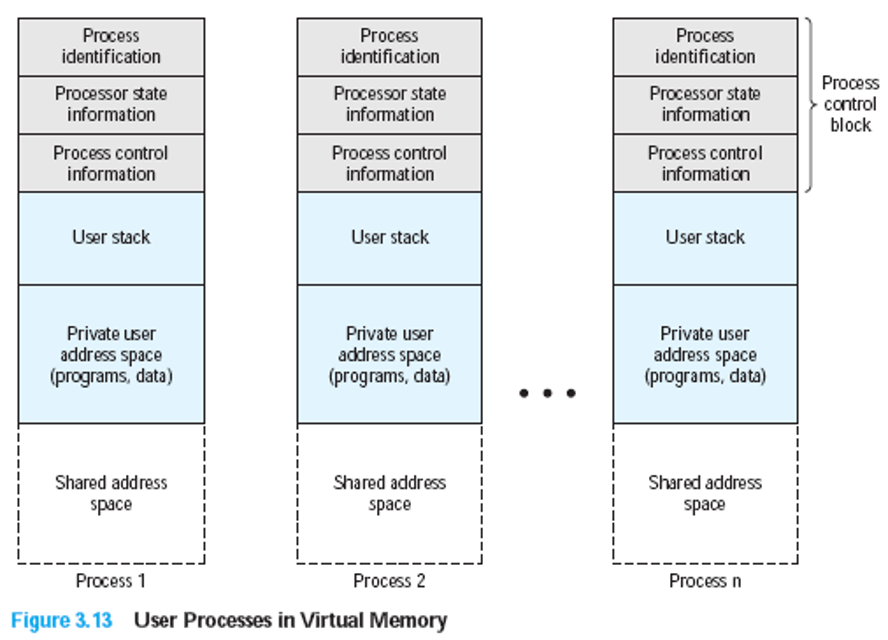 Process
identification
Processor state
information
Process control
information
User stack
Private user
address space
(programs, data)
Shared address
space
Process 1
Process
identification
Processor state
information
Process control
information
User stack
Private user
address space
(programs, data)
Shared address
space
Process 2
• • •
Process
identification
Processor state
information
Process control
information
User stack
Private user
address space
(programs, data)
Shared address
space
Process n
Process
control
block
Figure 3.13 User Processes in Virtual Memory